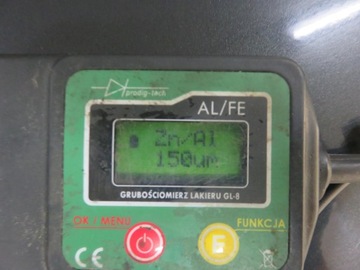 prodig-tech
AL/FE
Zn/Al
150um
GRUBOŚCIOMIERZ LAKIERU GL-8
OK - MENU
FUNKCJA
CE
F